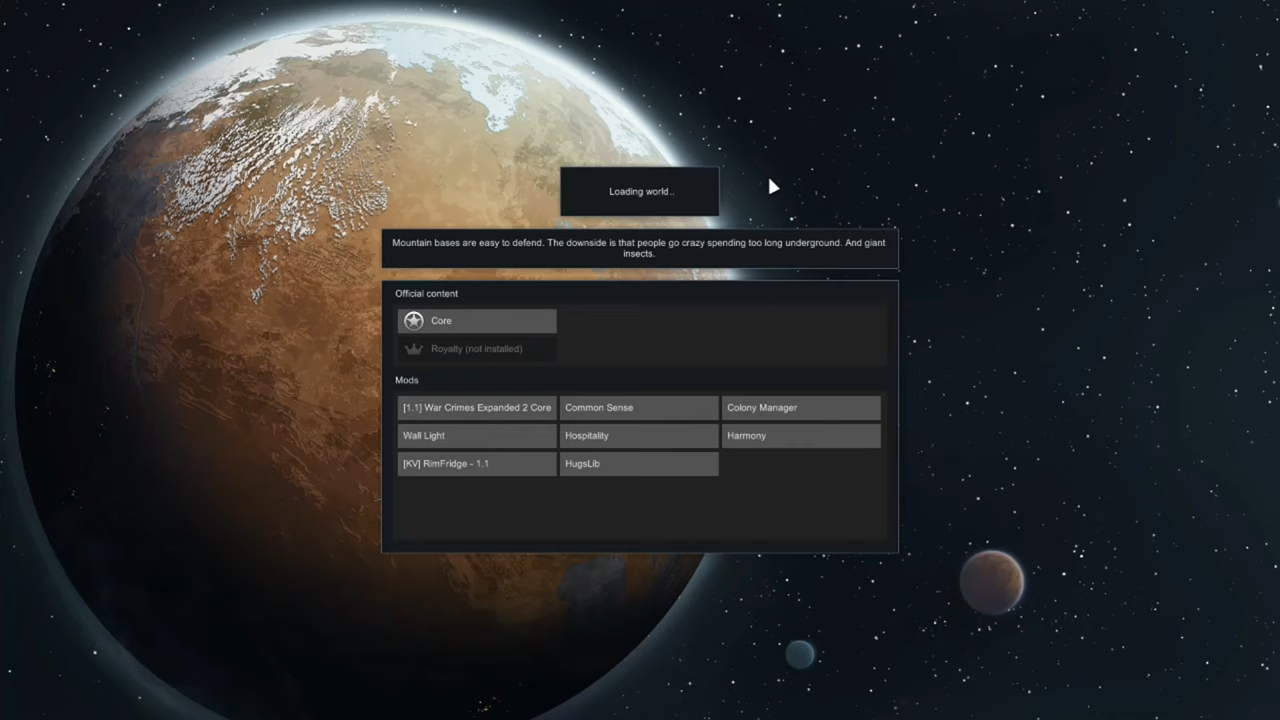 Loading world..
Mountain bases are easy to defend. The downside is that people go crazy spending too long underground. And giant
insects.
Official content
Core
Royalty (not installed)
Mods
[1.1] War Crimes Expanded 2 Core
Common Sense
Colony Manager
Wall Light
Hospitality
Harmony
[KV] RimFridge - 1.1
HugsLib